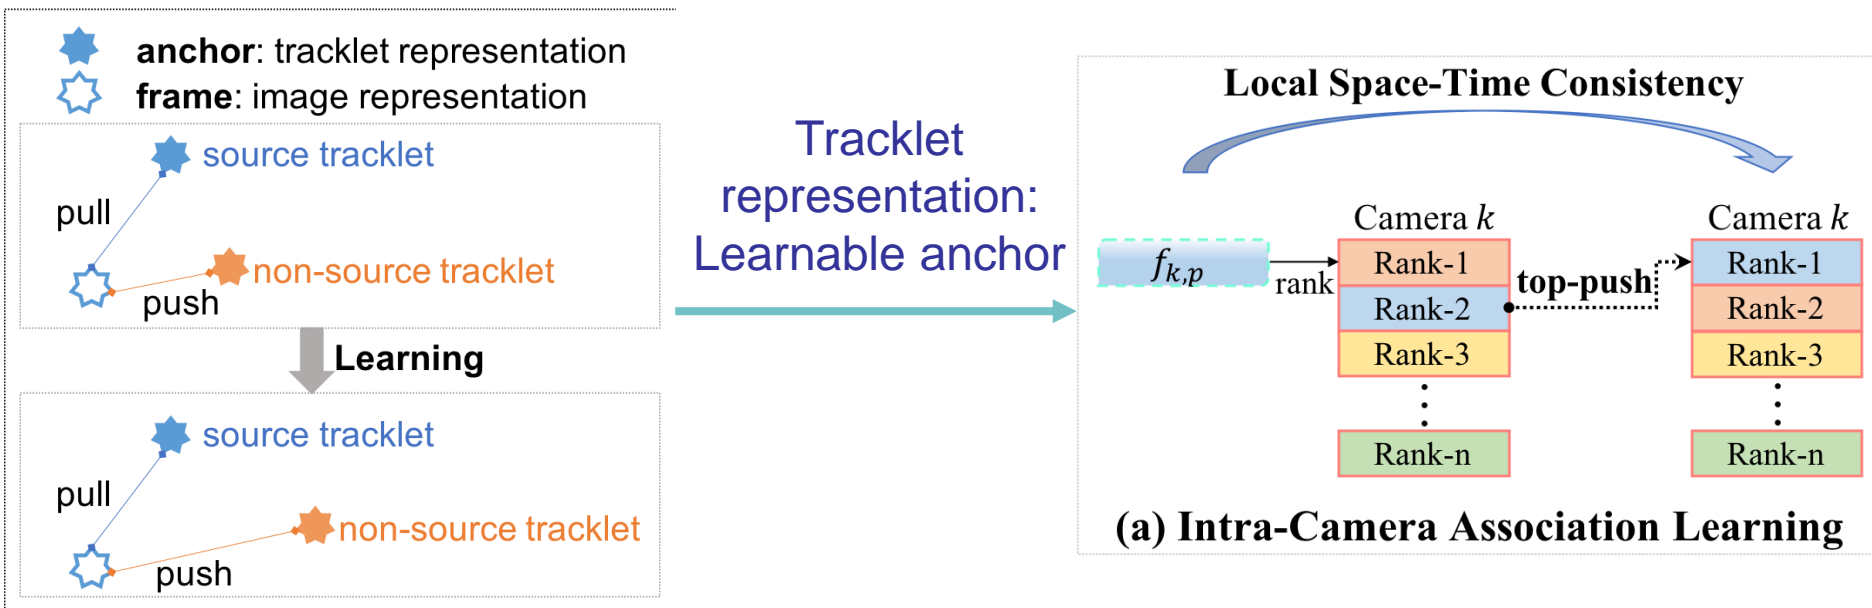 anchor: tracklet representation
frame: image representation
source tracklet
pull
non-source tracklet
push
Learning
source tracklet
pull
non-source tracklet
push
Tracklet
representation:
Learnable anchor
Local Space-Time Consistency
Camera k
Camera k
f_{k,p}
rank
Rank-1
Rank-2
Rank-3
Rank-n
top-push
Rank-1
Rank-2
Rank-3
Rank-n
(a) Intra-Camera Association Learning